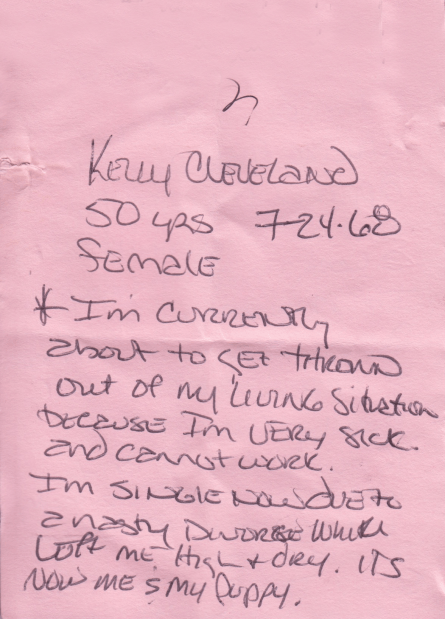 Kelly Cleveland
50 yrs 7-24-68
Female
* I'm currently
about to get thrown
out of my living situation
because I'm very sick.
and cannot work.
I'm single now due to
a nasty divorce which
left me high + dry. ITS
now me & my puppy.